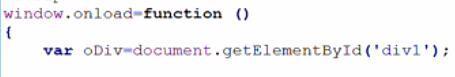 window.onload=function ()
{
    var oDiv=document.getElementById('div1');